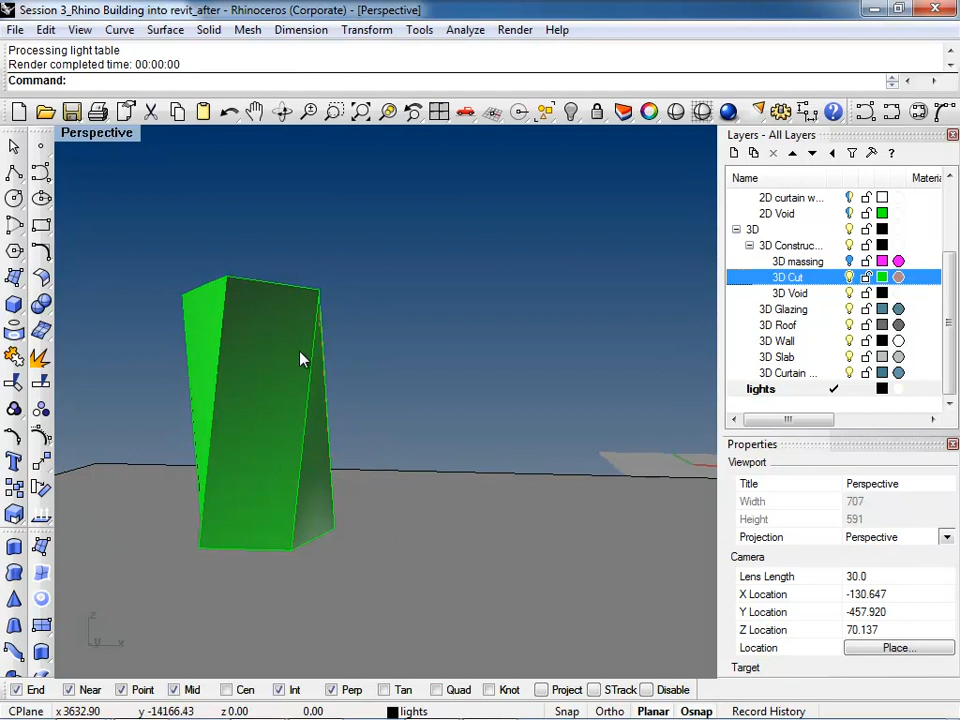 Session 3_Rhino Building into revit_after - Rhinoceros (Corporate) - [Perspective]
File Edit View Curve Surface Solid Mesh Dimension Transform Tools Analyze Render Help
Processing light table
Render completed time: 00:00:00
Command:
Perspective
Layers - All Layers
Name Materia
2D curtain w...
2D Void
3D
3D Construc...
3D massing
3D Cut
3D Void
3D Glazing
3D Roof
3D Wall
3D Slab
3D Curtain ...
lights
Properties
Viewport
Title Perspective
Width 707
Height 591
Projection Perspective
Camera
Lens Length 30.0
X Location -130.647
Y Location -457.920
Z Location 70.137
Location Place...
Target
z
y x
End Near Point Mid Cen Int Perp Tan Quad Knot Project STrack Disable
CPlane x 3632.90 y -14166.43 z 0.00 0.00 lights Snap Ortho Planar Osnap Record History